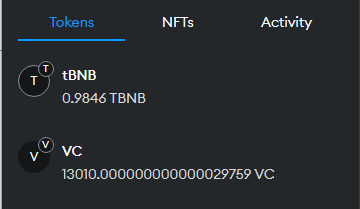 Tokens NFTs Activity
T T
tBNB
0.9846 TBNB
V V
VC
13010.000000000000029759 VC